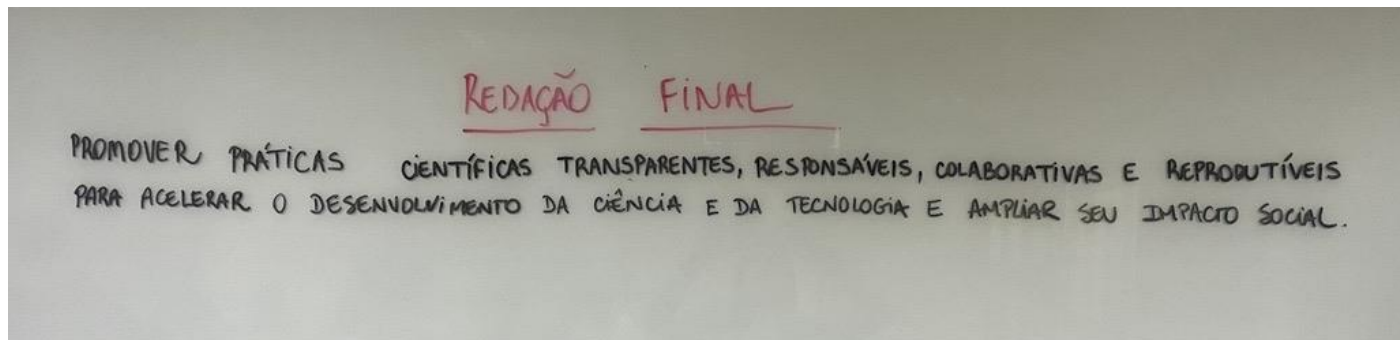 REDAÇÃO FINAL
PROMOVER PRÁTICAS CIENTÍFICAS TRANSPARENTES, RESPONSÁVEIS, COLABORATIVAS E REPRODUTÍVEIS
PARA ACELERAR O DESENVOLVIMENTO DA CIÊNCIA E DA TECNOLOGIA E AMPLIAR SEU IMPACTO SOCIAL.